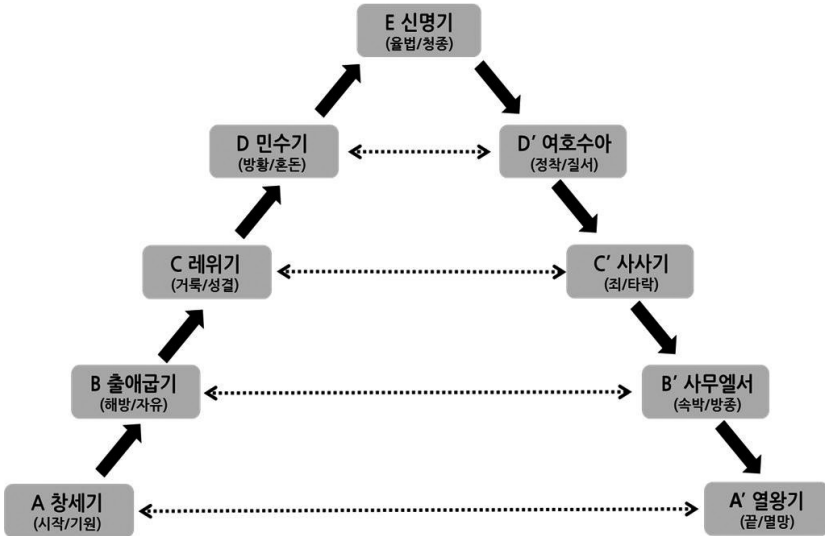 E 신명기
(율법/청종)
D 민수기
(방황/혼돈)
D’ 여호수아
(정착/질서)
C 레위기
(거룩/성결)
C’ 사사기
(죄/타락)
B 출애굽기
(해방/자유)
B’ 사무엘서
(속박/방종)
A 창세기
(시작/기원)
A’ 열왕기
(끝/멸망)